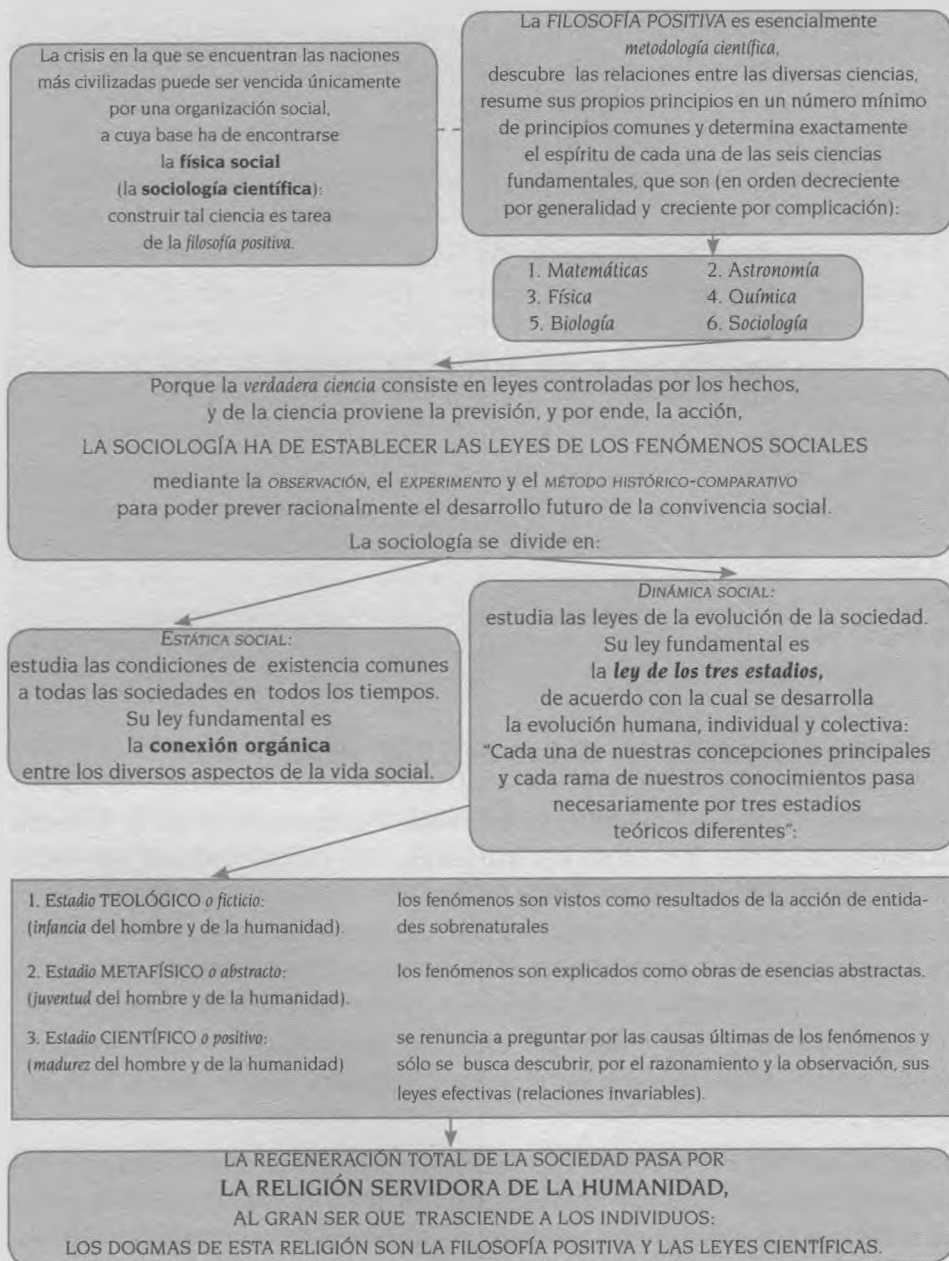 La crisis en la que se encuentran las naciones
más civilizadas puede ser vencida únicamente
por una organización social,
a cuya base ha de encontrarse
la física social
(la sociología científica):
construir tal ciencia es tarea
de la filosofía positiva.
La FILOSOFÍA POSITIVA es esencialmente
metodología científica,
descubre las relaciones entre las diversas ciencias,
resume sus propios principios en un número mínimo
de principios comunes y determina exactamente
el espíritu de cada una de las seis ciencias
fundamentales, que son (en orden decreciente
por generalidad y creciente por complicación):
1. Matemáticas 2. Astronomía
3. Física 4. Química
5. Biología 6. Sociología
Porque la verdadera ciencia consiste en leyes controladas por los hechos,
y de la ciencia proviene la previsión, y por ende, la acción,
LA SOCIOLOGÍA HA DE ESTABLECER LAS LEYES DE LOS FENÓMENOS SOCIALES
mediante la OBSERVACIÓN, el EXPERIMENTO y el MÉTODO HISTÓRICO-COMPARATIVO
para poder prever racionalmente el desarrollo futuro de la convivencia social.
La sociología se divide en:
ESTÁTICA SOCIAL:
estudia las condiciones de existencia comunes
a todas las sociedades en todos los tiempos.
Su ley fundamental es
la conexión orgánica
entre los diversos aspectos de la vida social.
DINÁMICA SOCIAL:
estudia las leyes de la evolución de la sociedad.
Su ley fundamental es
la ley de los tres estadios,
de acuerdo con la cual se desarrolla
la evolución humana, individual y colectiva:
"Cada una de nuestras concepciones principales
y cada rama de nuestros conocimientos pasa
necesariamente por tres estadios
teóricos diferentes":
1. Estadio TEOLÓGICO o ficticio: los fenómenos son vistos como resultados de la acción de entida-
(infancia del hombre y de la humanidad). des sobrenaturales
2. Estadio METAFÍSICO o abstracto: los fenómenos son explicados como obras de esencias abstractas.
(juventud del hombre y de la humanidad).
3. Estadio CIENTÍFICO o positivo: se renuncia a preguntar por las causas últimas de los fenómenos y
(madurez del hombre y de la humanidad) sólo se busca descubrir, por el razonamiento y la observación, sus
leyes efectivas (relaciones invariables).
LA REGENERACIÓN TOTAL DE LA SOCIEDAD PASA POR
LA RELIGIÓN SERVIDORA DE LA HUMANIDAD,
AL GRAN SER QUE TRASCIENDE A LOS INDIVIDUOS:
LOS DOGMAS DE ESTA RELIGIÓN SON LA FILOSOFÍA POSITIVA Y LAS LEYES CIENTÍFICAS.